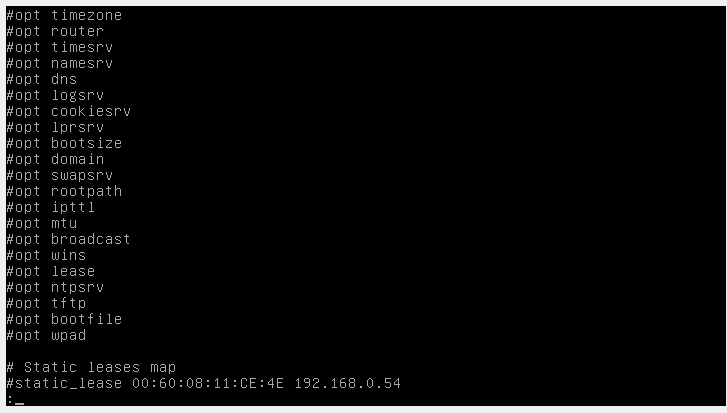 #opt timezone
#opt router
#opt timesrv
#opt namesrv
#opt dns
#opt logsrv
#opt cookiesrv
#opt lprsrv
#opt bootsize
#opt domain
#opt swapsrv
#opt rootpath
#opt ipttl
#opt mtu
#opt broadcast
#opt wins
#opt lease
#opt ntpsrv
#opt tftp
#opt bootfile
#opt wpad
# Static leases map
#static_lease 00:60:08:11:CE:4E 192.168.0.54
:_